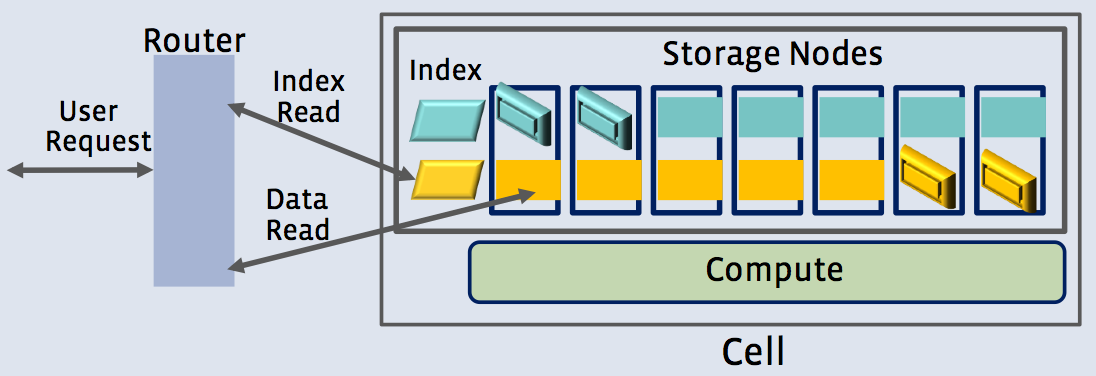 Router
User
Request
Index
Read
Data
Read
Storage Nodes
Index
Compute
Cell